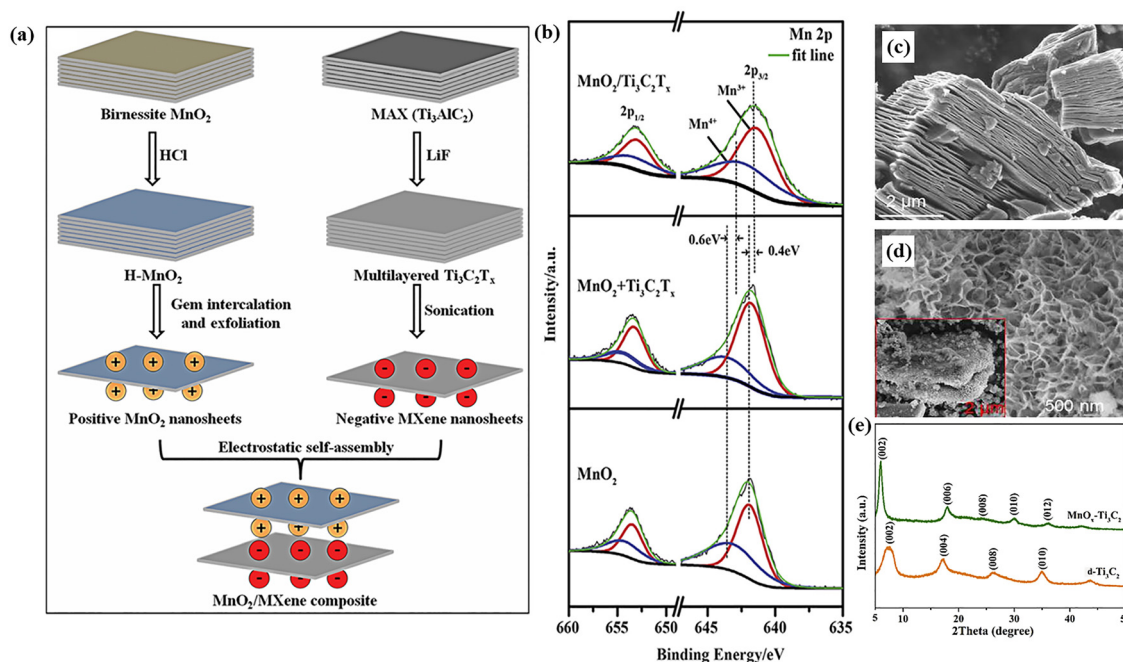 (a)
Birnessite MnO₂
MAX (Ti₃AlC₂)
HCl
LiF
H-MnO₂
Multilayered Ti₃C₂Tₓ
Gem intercalation
and exfoliation
Sonication
+ + +
+ +
- - -
- - -
Positive MnO₂ nanosheets
Negative MXene nanosheets
Electrostatic self-assembly
+ + +
+ + +
- - -
- - -
MnO₂/MXene composite
(b)
Mn 2p
fit line
MnO₂/Ti₃C₂Tₓ
2p₃/₂
Mn³⁺
2p₁/₂
Mn⁴⁺
0.6eV
0.4eV
MnO₂+Ti₃C₂Tₓ
MnO₂
Intensity/a.u.
660 655 650 645 640 635
Binding Energy/eV
(c)
2 μm
(d)
2 μm
500 nm
(e)
(002)
(006)
(008)
(010)
(012)
MnOₓ-Ti₃C₂
(002)
(004)
(008)
(010)
d-Ti₃C₂
Intensity (a.u.)
5 10 20 30 40 50
2Theta (degree)